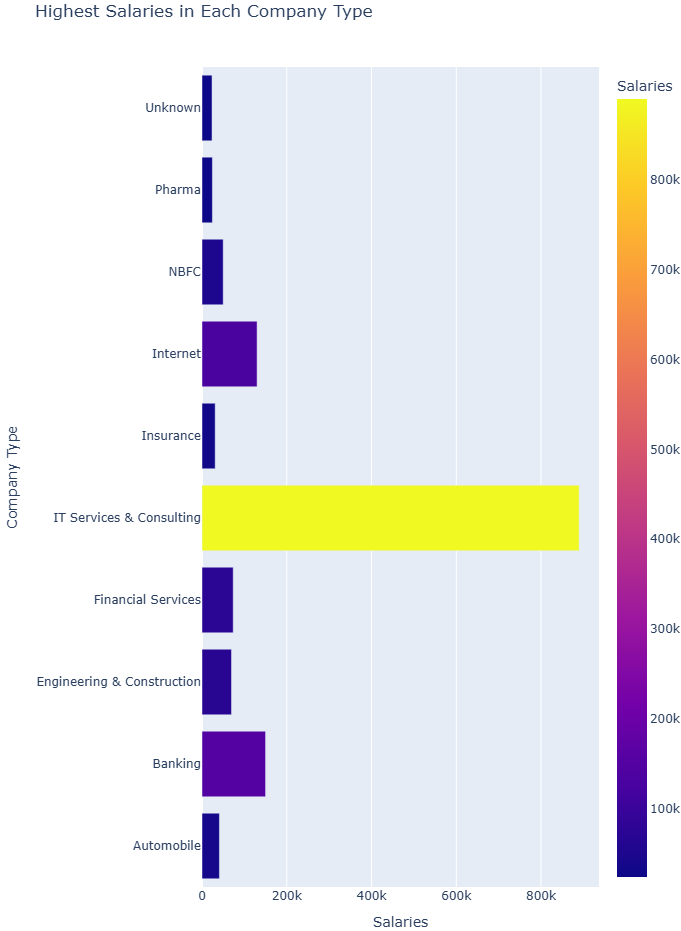 Highest Salaries in Each Company Type
Salaries
Unknown
Pharma
NBFC
Internet
Insurance
IT Services & Consulting
Financial Services
Engineering & Construction
Banking
Automobile
Company Type
0 200k 400k 600k 800k
Salaries
800k
700k
600k
500k
400k
300k
200k
100k